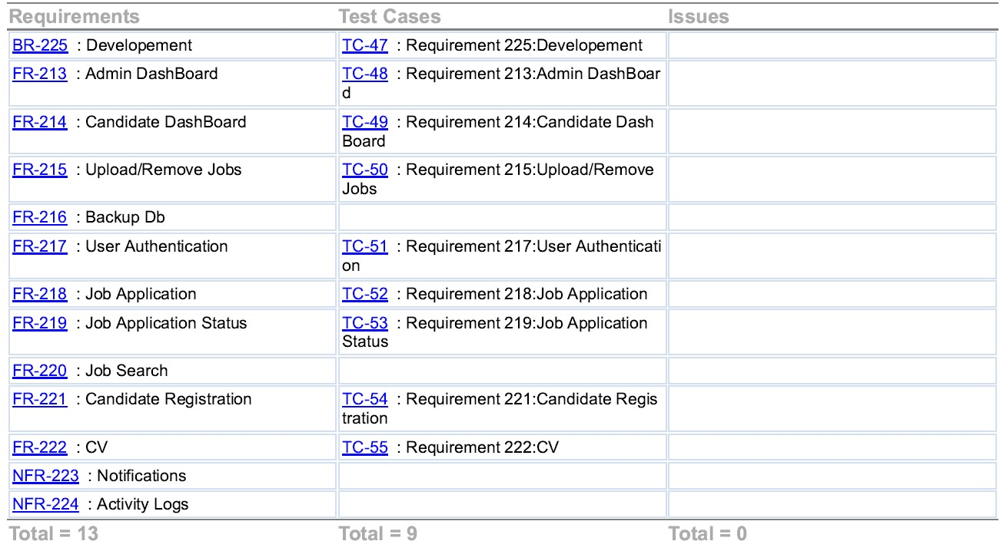 Requirements Test Cases Issues
BR-225 : Developement TC-47 : Requirement 225:Developement
FR-213 : Admin DashBoard TC-48 : Requirement 213:Admin DashBoar
d
FR-214 : Candidate DashBoard TC-49 : Requirement 214:Candidate Dash
Board
FR-215 : Upload/Remove Jobs TC-50 : Requirement 215:Upload/Remove
Jobs
FR-216 : Backup Db
FR-217 : User Authentication TC-51 : Requirement 217:User Authenticati
on
FR-218 : Job Application TC-52 : Requirement 218:Job Application
FR-219 : Job Application Status TC-53 : Requirement 219:Job Application
Status
FR-220 : Job Search
FR-221 : Candidate Registration TC-54 : Requirement 221:Candidate Regis
tration
FR-222 : CV TC-55 : Requirement 222:CV
NFR-223 : Notifications
NFR-224 : Activity Logs
Total = 13 Total = 9 Total = 0